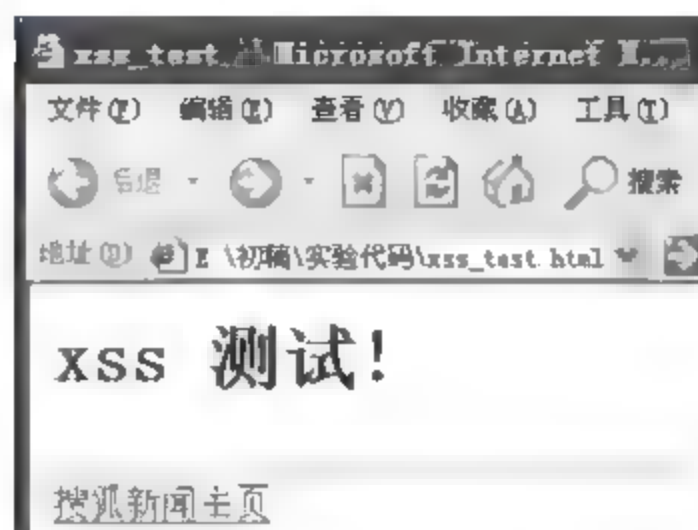 xss_test - Microsoft Internet
文件(F) 编辑(E) 查看(V) 收藏(A) 工具(T)
后退 搜索
地址(D) E:\初稿\实验代码\xss_test.html
xss 测试!
搜狐新闻主页